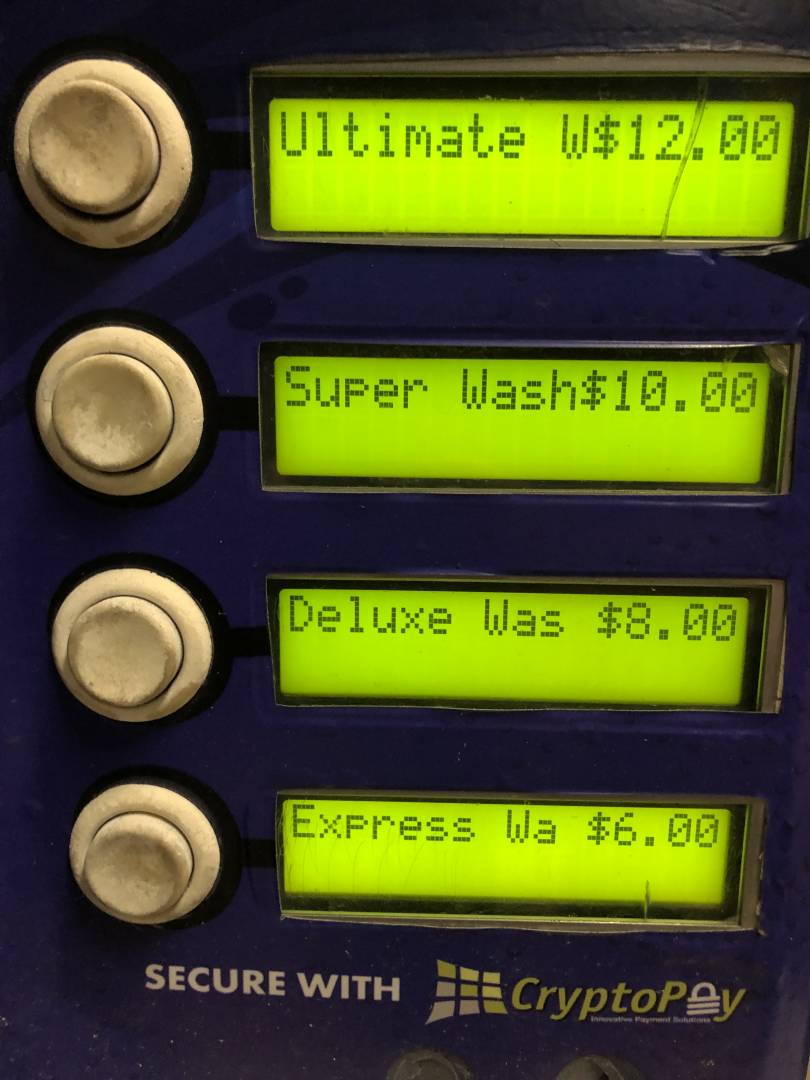 Ultimate W$12.00
Super Wash$10.00
Deluxe Was $8.00
Express Wa $6.00
SECURE WITH CryptoPay
Innovative Payment Solutions